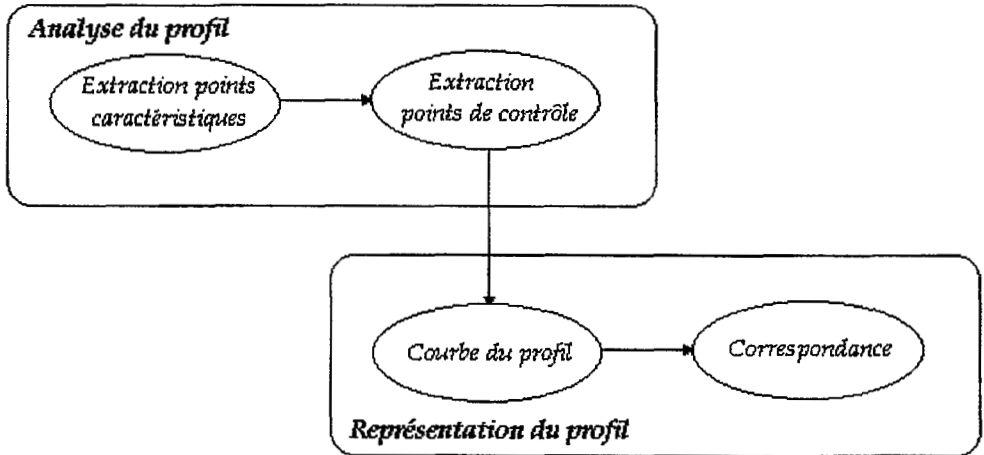 Analyse du profil
Extraction points
caractéristiques
Extraction
points de contrôle
Courbe du profil
Correspondance
Représentation du profil